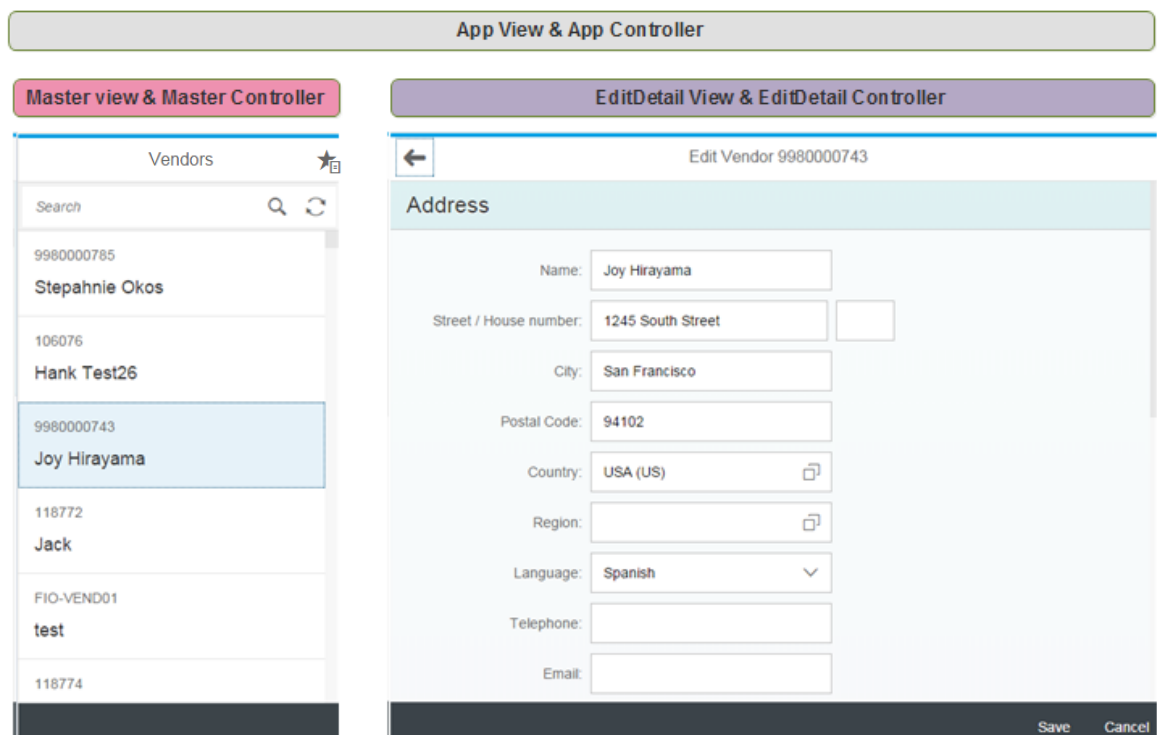 App View & App Controller
Master view & Master Controller
EditDetail View & EditDetail Controller
Vendors
Search
9980000785
Stepahnie Okos
106076
Hank Test26
9980000743
Joy Hirayama
118772
Jack
FIO-VEND01
test
118774
Edit Vendor 9980000743
Address
Name: Joy Hirayama
Street / House number: 1245 South Street
City: San Francisco
Postal Code: 94102
Country: USA (US)
Region:
Language: Spanish
Telephone:
Email:
Save Cancel